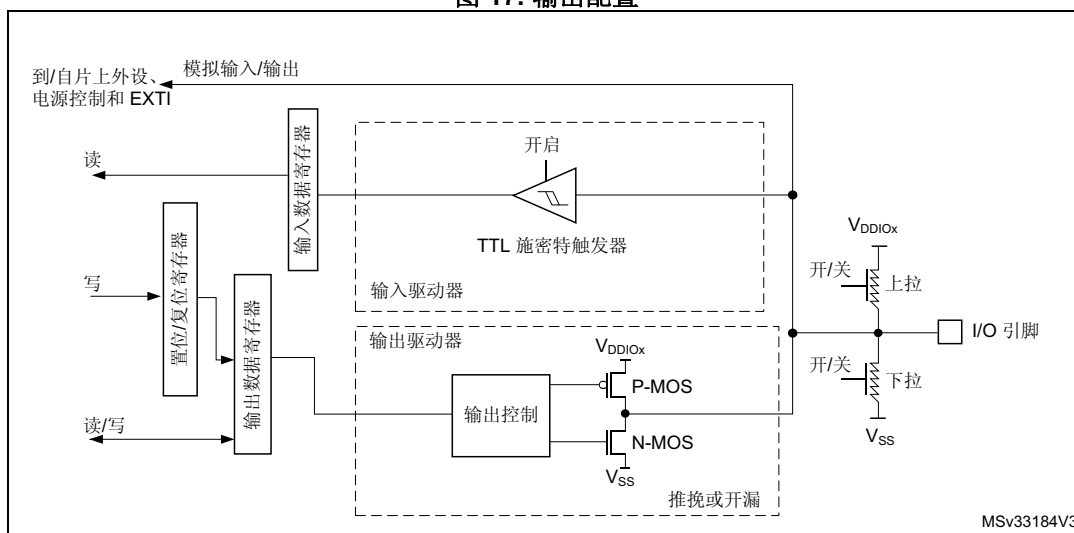 图 17. 输出配置
到/自片上外设、
电源控制和 EXTI
模拟输入/输出
读
写
读/写
置位/复位寄存器
输入数据寄存器
输出数据寄存器
开启
TTL 施密特触发器
输入驱动器
输出驱动器
输出控制
VDDIOx
P-MOS
N-MOS
VSS
推挽或开漏
VDDIOx
开/关
上拉
I/O 引脚
开/关
下拉
VSS
MSv33184V3